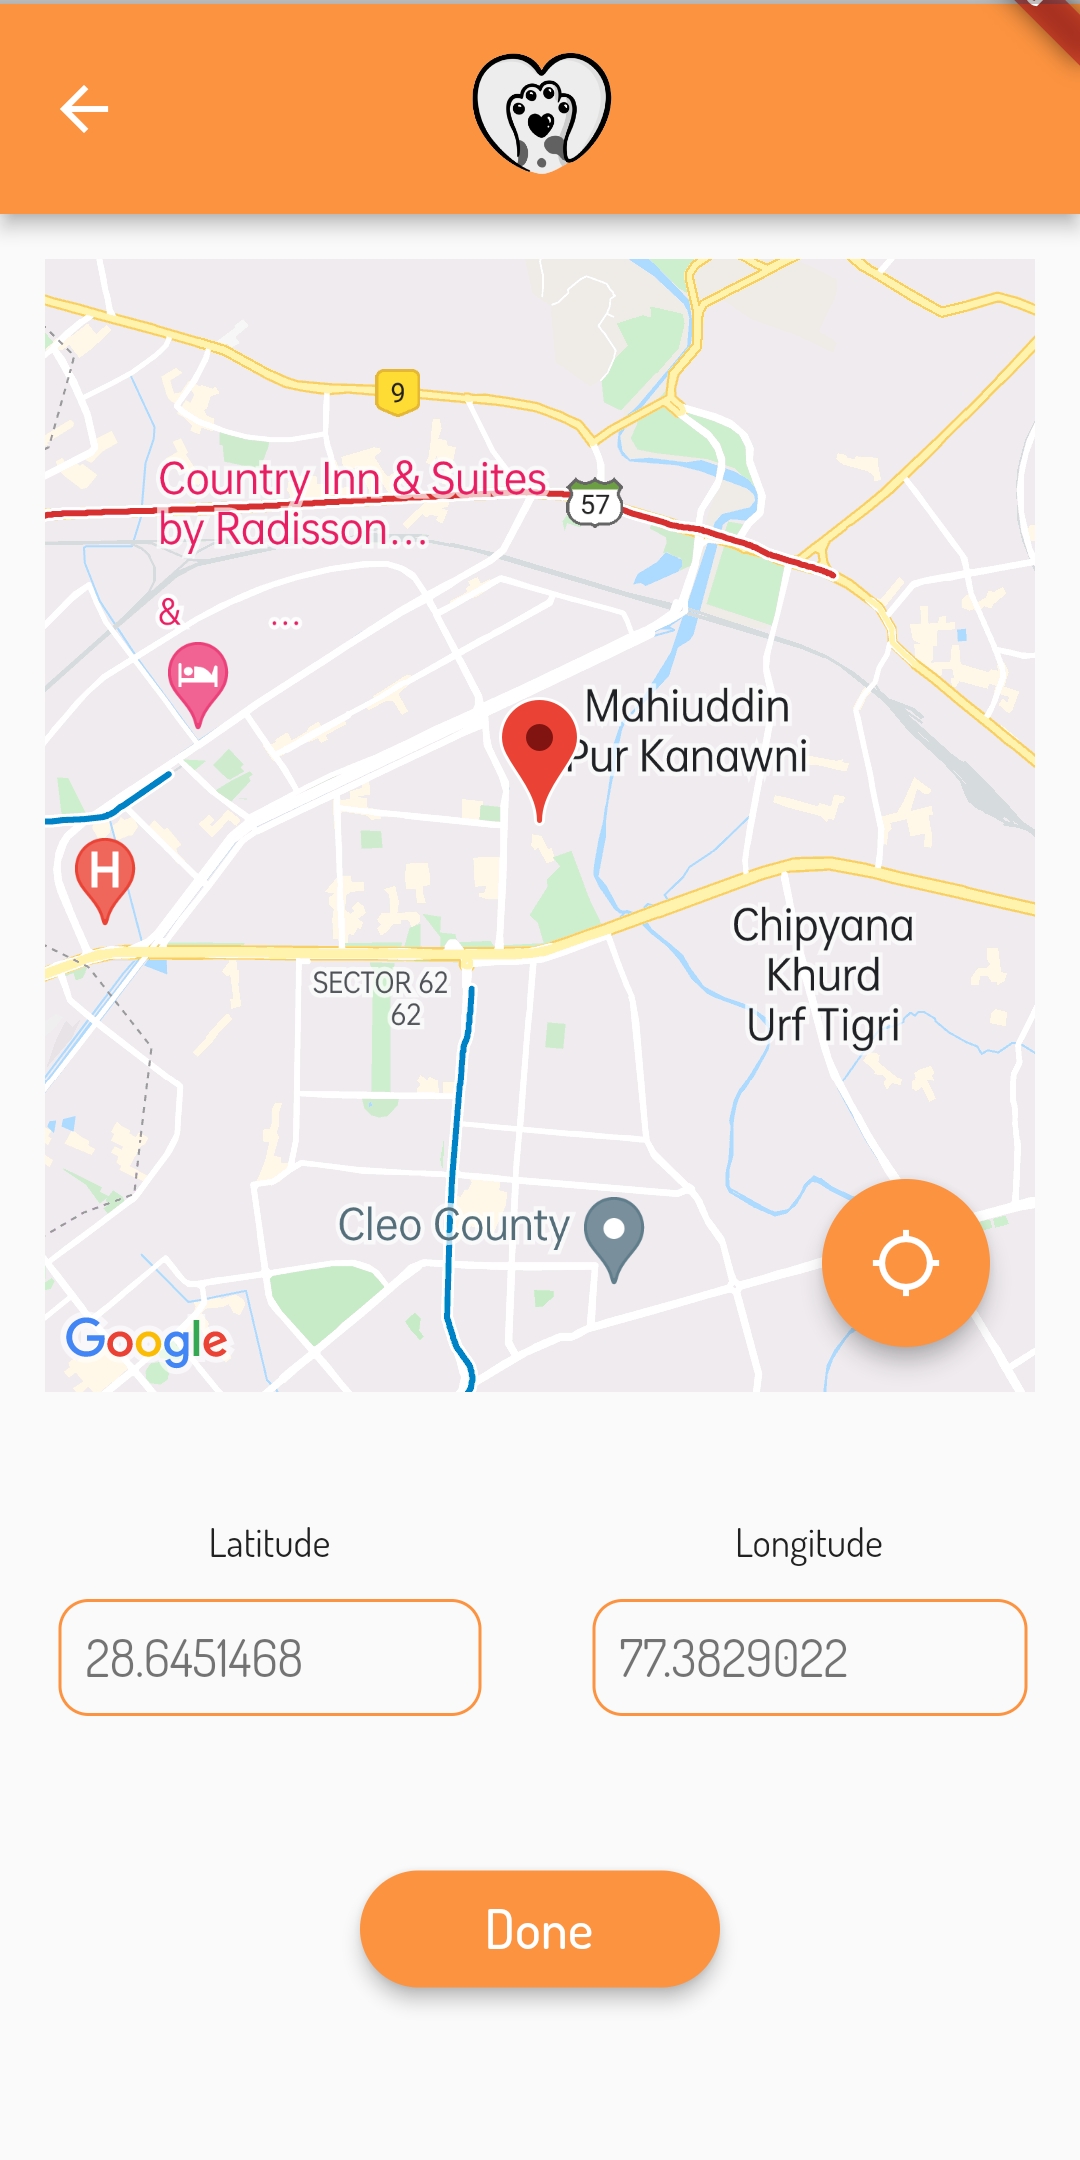 9
Country Inn & Suites
by Radisson...
57
& ...
Mahiuddin
Pur Kanawni
H
Chipyana
Khurd
Urf Tigri
SECTOR 62
62
Cleo County
Google
Latitude
Longitude
28.6451468
77.3829022
Done